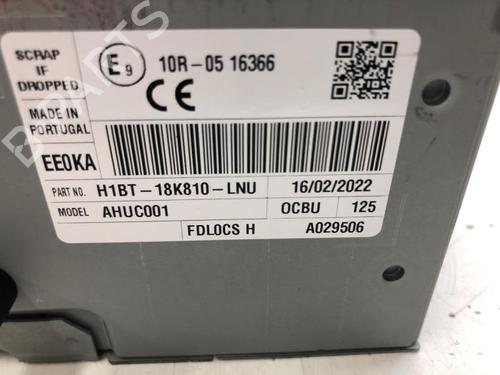 SCRAP
IF
DROPPED
E9
10R-05 16366
CE
MADE IN
PORTUGAL
EE0KA
PART NO. H1BT-18K810-LNU 16/02/2022
MODEL AHUC001 OCBU 125
FDL0CS H A029506
B-PARTS